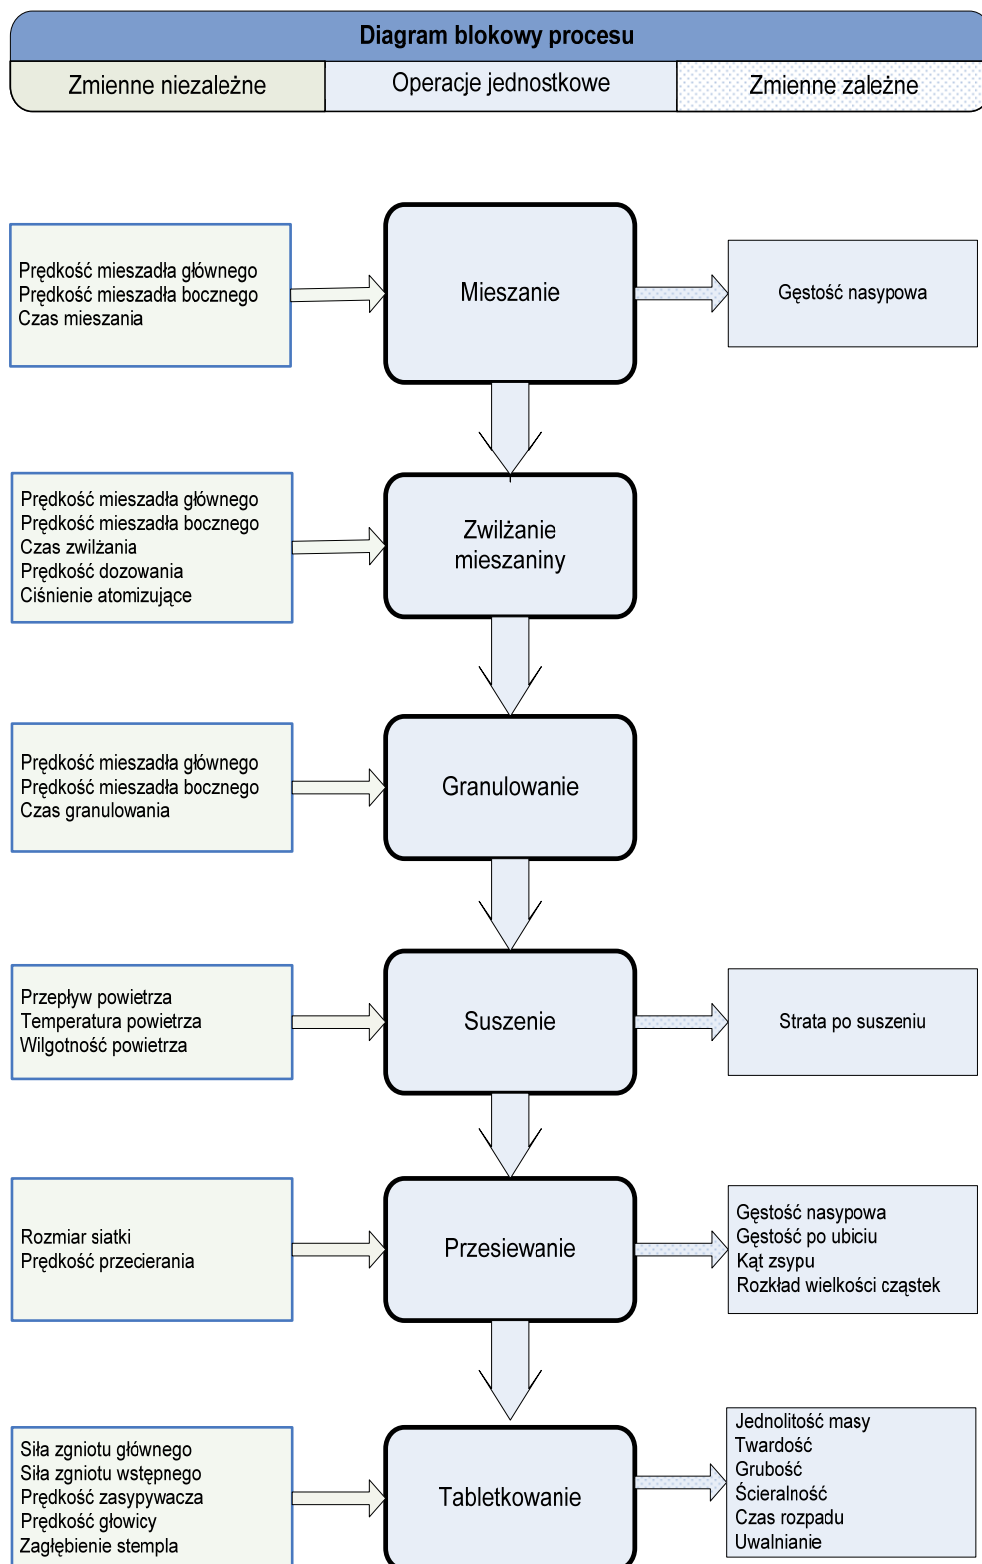 Diagram blokowy procesu
Zmienne niezależne
Operacje jednostkowe
Zmienne zależne
Prędkość mieszadła głównego
Prędkość mieszadła bocznego
Czas mieszania
Mieszanie
Gęstość nasypowa
Prędkość mieszadła głównego
Prędkość mieszadła bocznego
Czas zwilżania
Prędkość dozowania
Ciśnienie atomizujące
Zwilżanie
mieszaniny
Prędkość mieszadła głównego
Prędkość mieszadła bocznego
Czas granulowania
Granulowanie
Przepływ powietrza
Temperatura powietrza
Wilgotność powietrza
Suszenie
Strata po suszeniu
Rozmiar siatki
Prędkość przecierania
Przesiewanie
Gęstość nasypowa
Gęstość po ubiciu
Kąt zsypu
Rozkład wielkości cząstek
Siła zgniotu głównego
Siła zgniotu wstępnego
Prędkość zasypywacza
Prędkość głowicy
Zagłębienie stempla
Tabletkowanie
Jednolitość masy
Twardość
Grubość
Ścieralność
Czas rozpadu
Uwalnianie